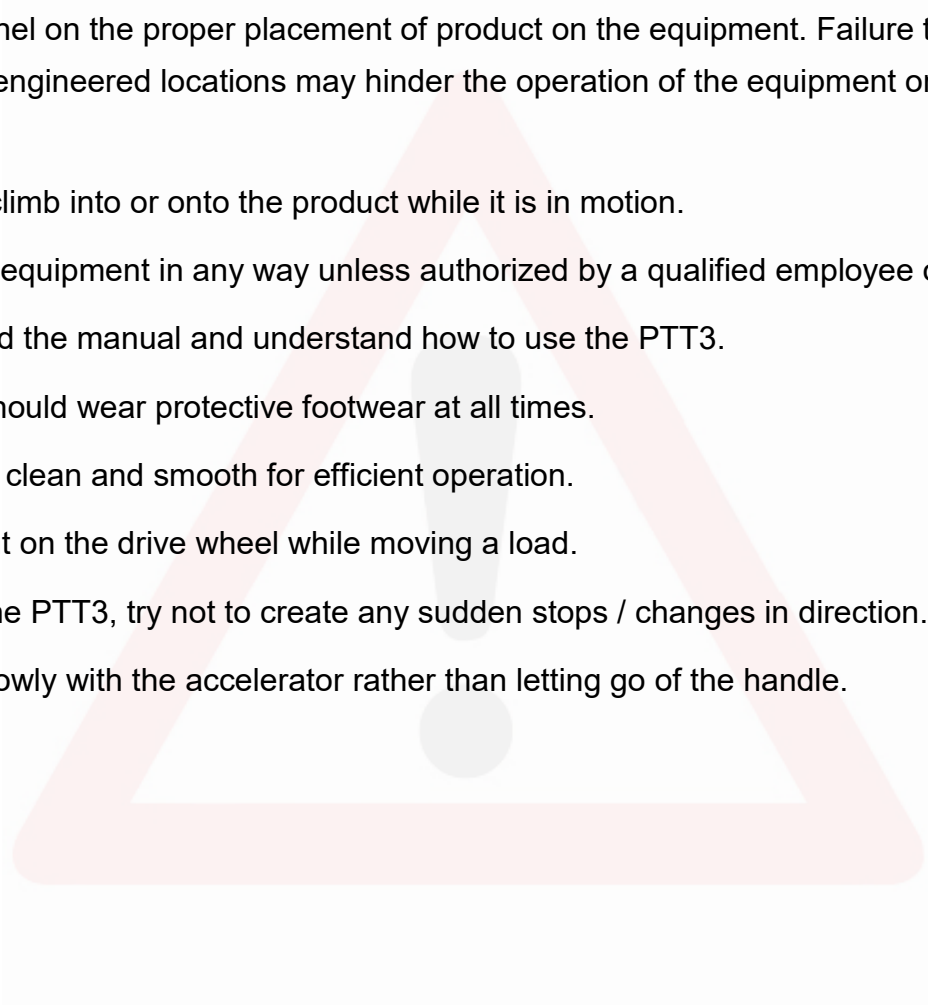 nel on the proper placement of product on the equipment. Failure t
engineered locations may hinder the operation of the equipment or
climb into or onto the product while it is in motion.
equipment in any way unless authorized by a qualified employee
d the manual and understand how to use the PTT3.
hould wear protective footwear at all times.
clean and smooth for efficient operation.
t on the drive wheel while moving a load.
he PTT3, try not to create any sudden stops / changes in direction.
owly with the accelerator rather than letting go of the handle.